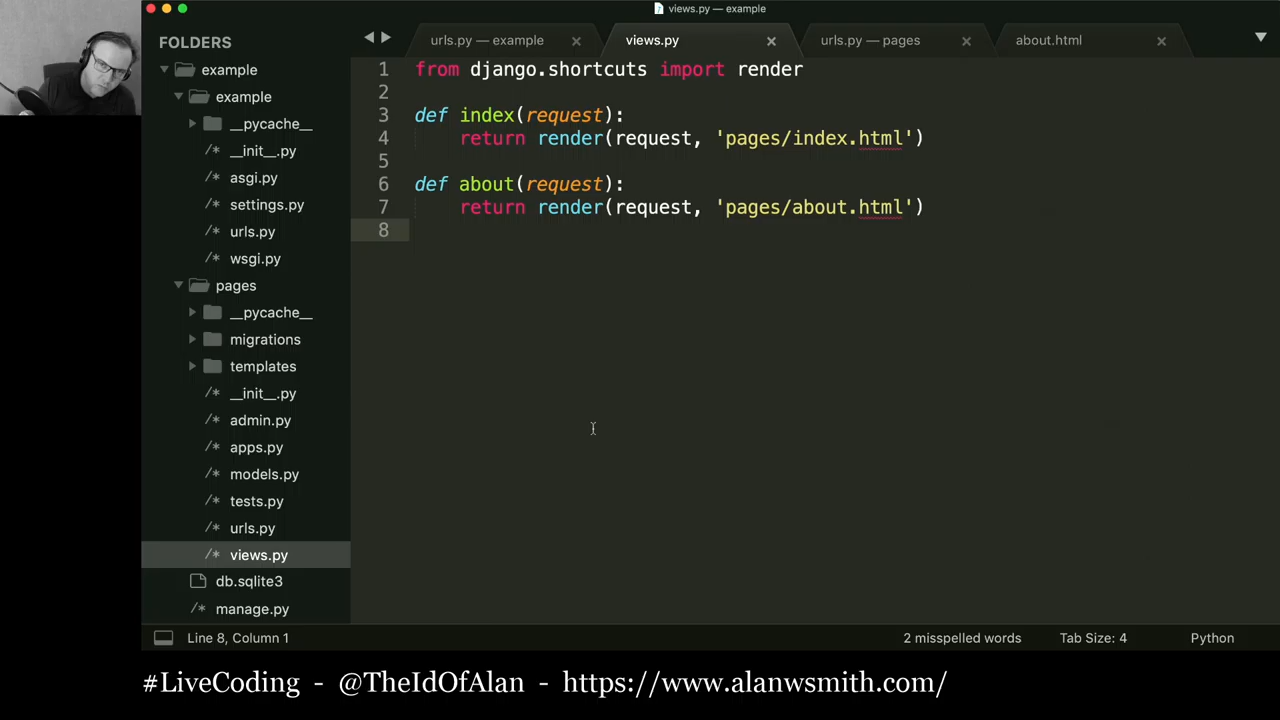 views.py — example
FOLDERS
example
example
__pycache__
__init__.py
asgi.py
settings.py
urls.py
wsgi.py
pages
__pycache__
migrations
templates
/* __init__.py
/* admin.py
/* apps.py
/* models.py
/* tests.py
/* urls.py
/* views.py
db.sqlite3
/* manage.py
urls.py — example
views.py
urls.py — pages
about.html
1 from django.shortcuts import render
2
3 def index(request):
4 return render(request, 'pages/index.html')
5
6 def about(request):
7 return render(request, 'pages/about.html')
8
Line 8, Column 1
2 misspelled words
Tab Size: 4
Python
#LiveCoding - @TheIdOfAlan - https://www.alanwsmith.com/